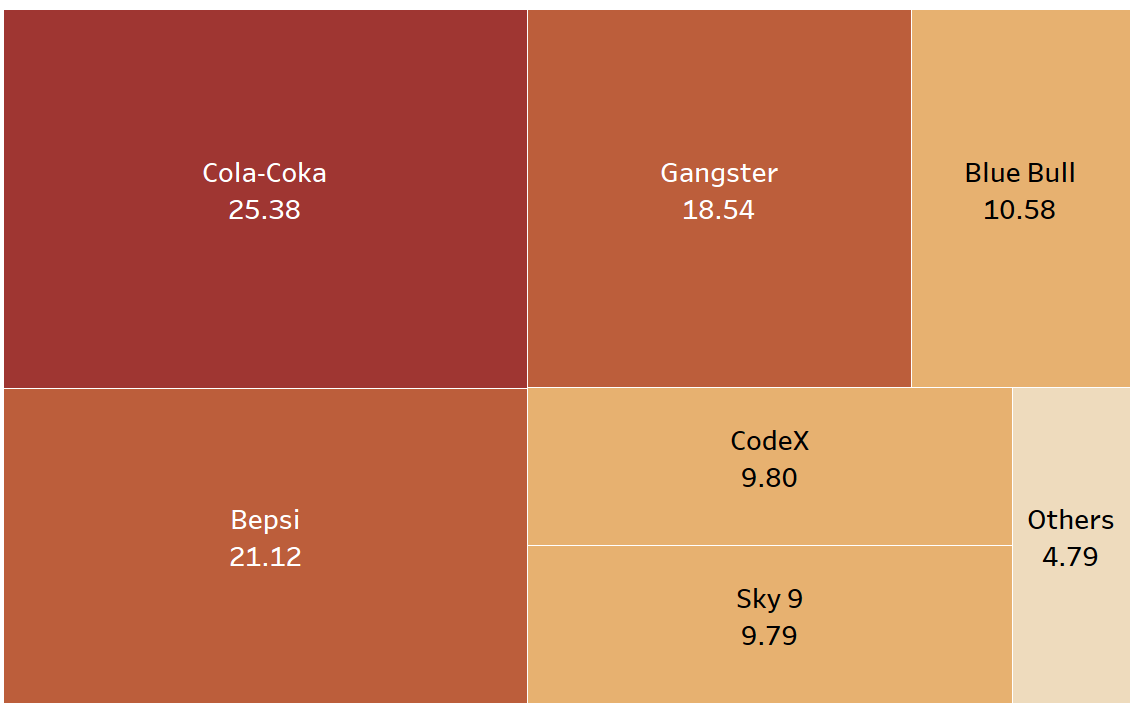 Cola-Coka
25.38
Gangster
18.54
Blue Bull
10.58
Bepsi
21.12
CodeX
9.80
Sky 9
9.79
Others
4.79